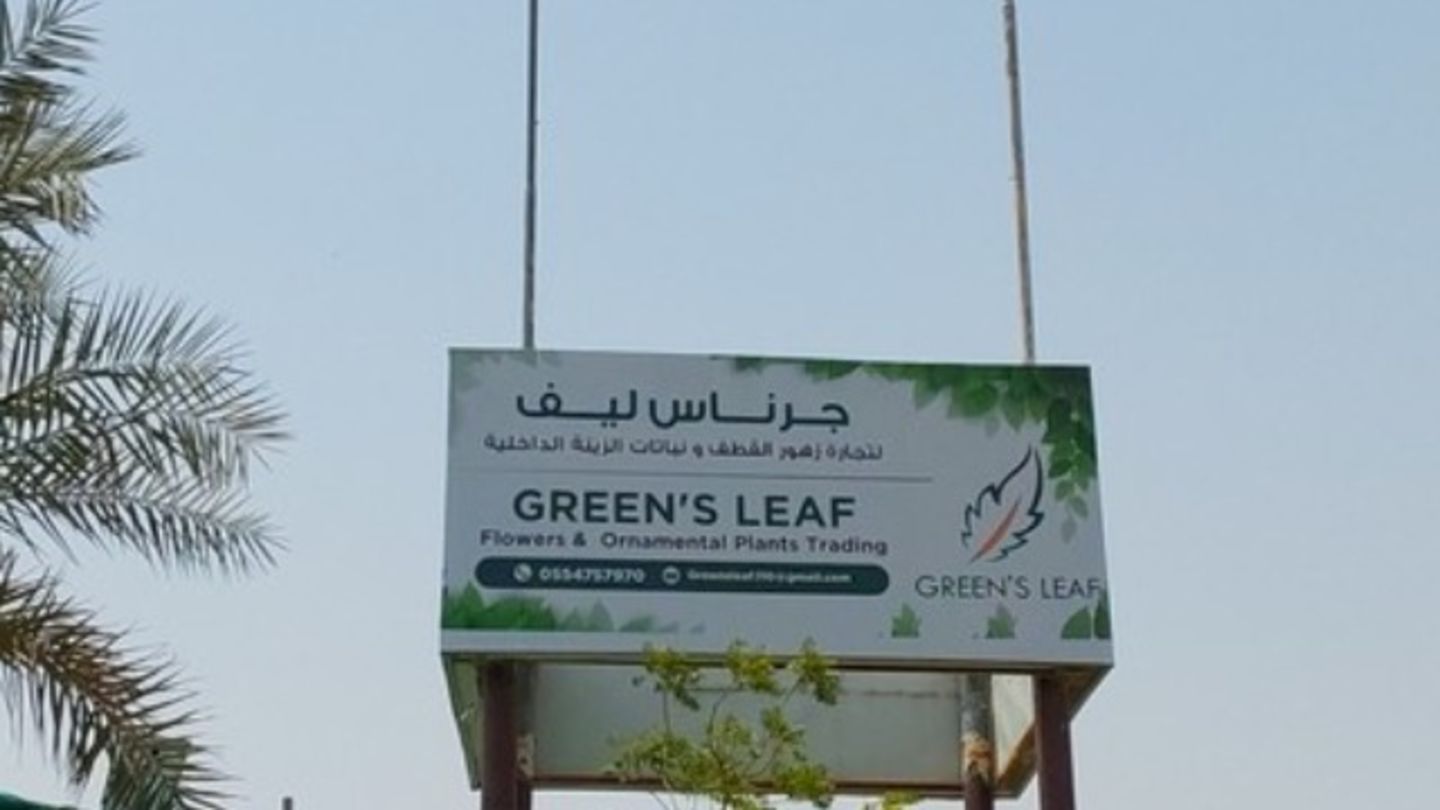 جرناس ليف
لتجارة زهور القطف و نباتات الزينة الداخلية
GREEN'S LEAF
Flowers & Ornamental Plants Trading
0554757970
GREEN'S LEAF